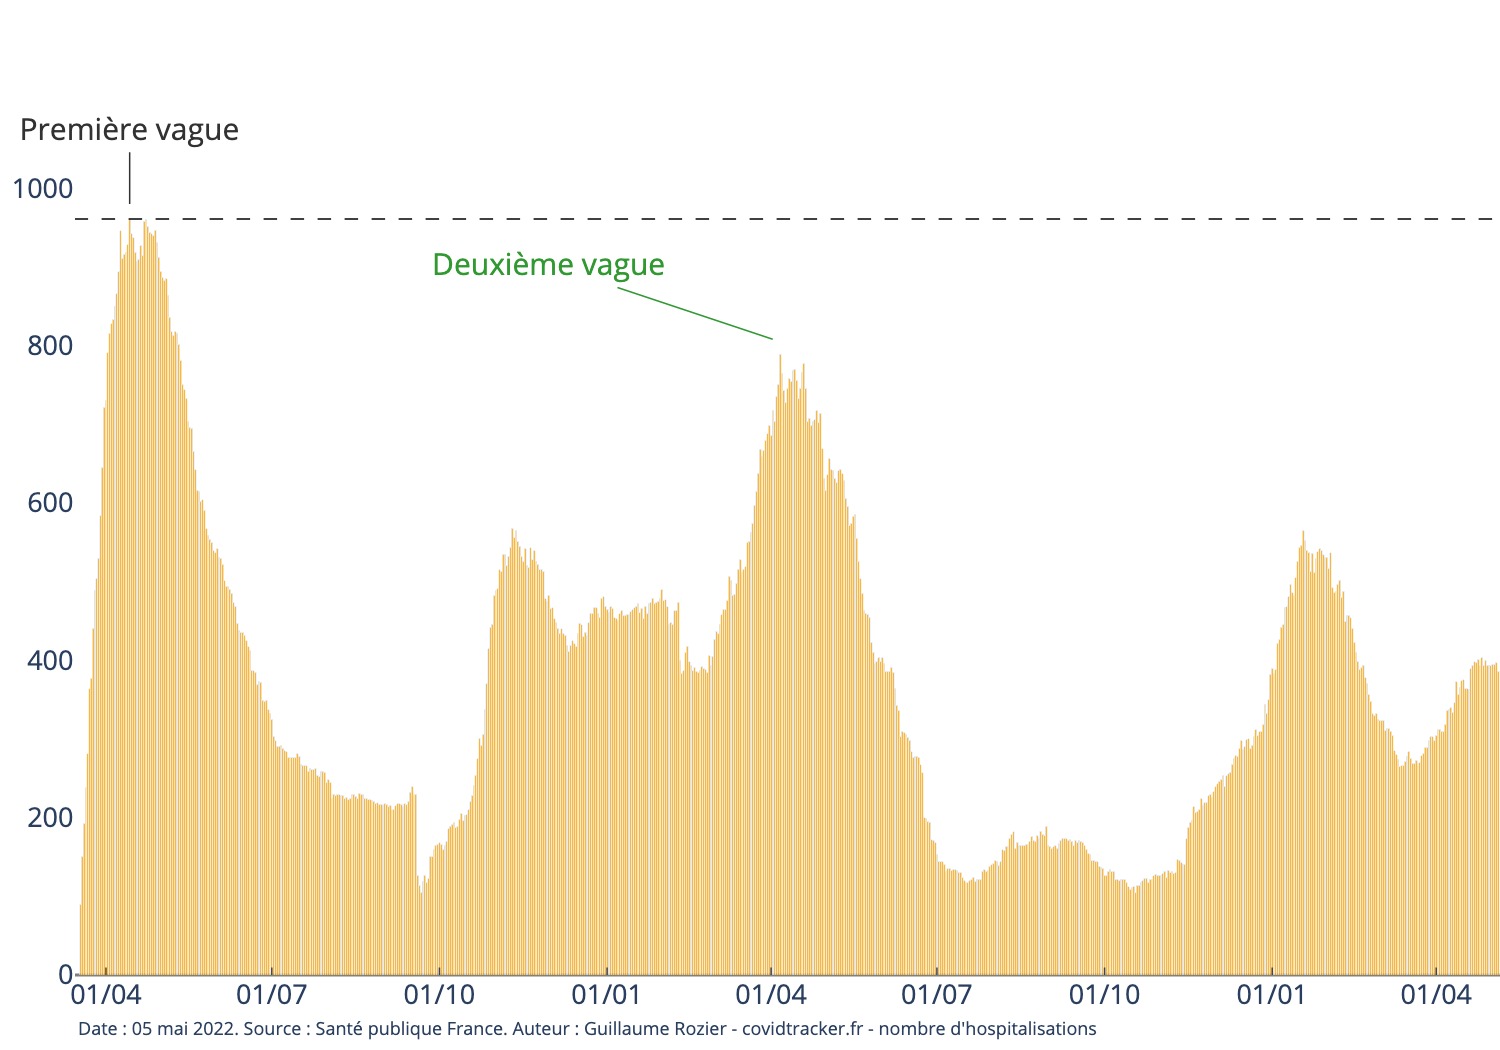 Première vague
1000
Deuxième vague
800
600
400
200
0
01/04 01/07 01/10 01/01 01/04 01/07 01/10 01/01 01/04
Date : 05 mai 2022. Source : Santé publique France. Auteur : Guillaume Rozier - covidtracker.fr - nombre d'hospitalisations